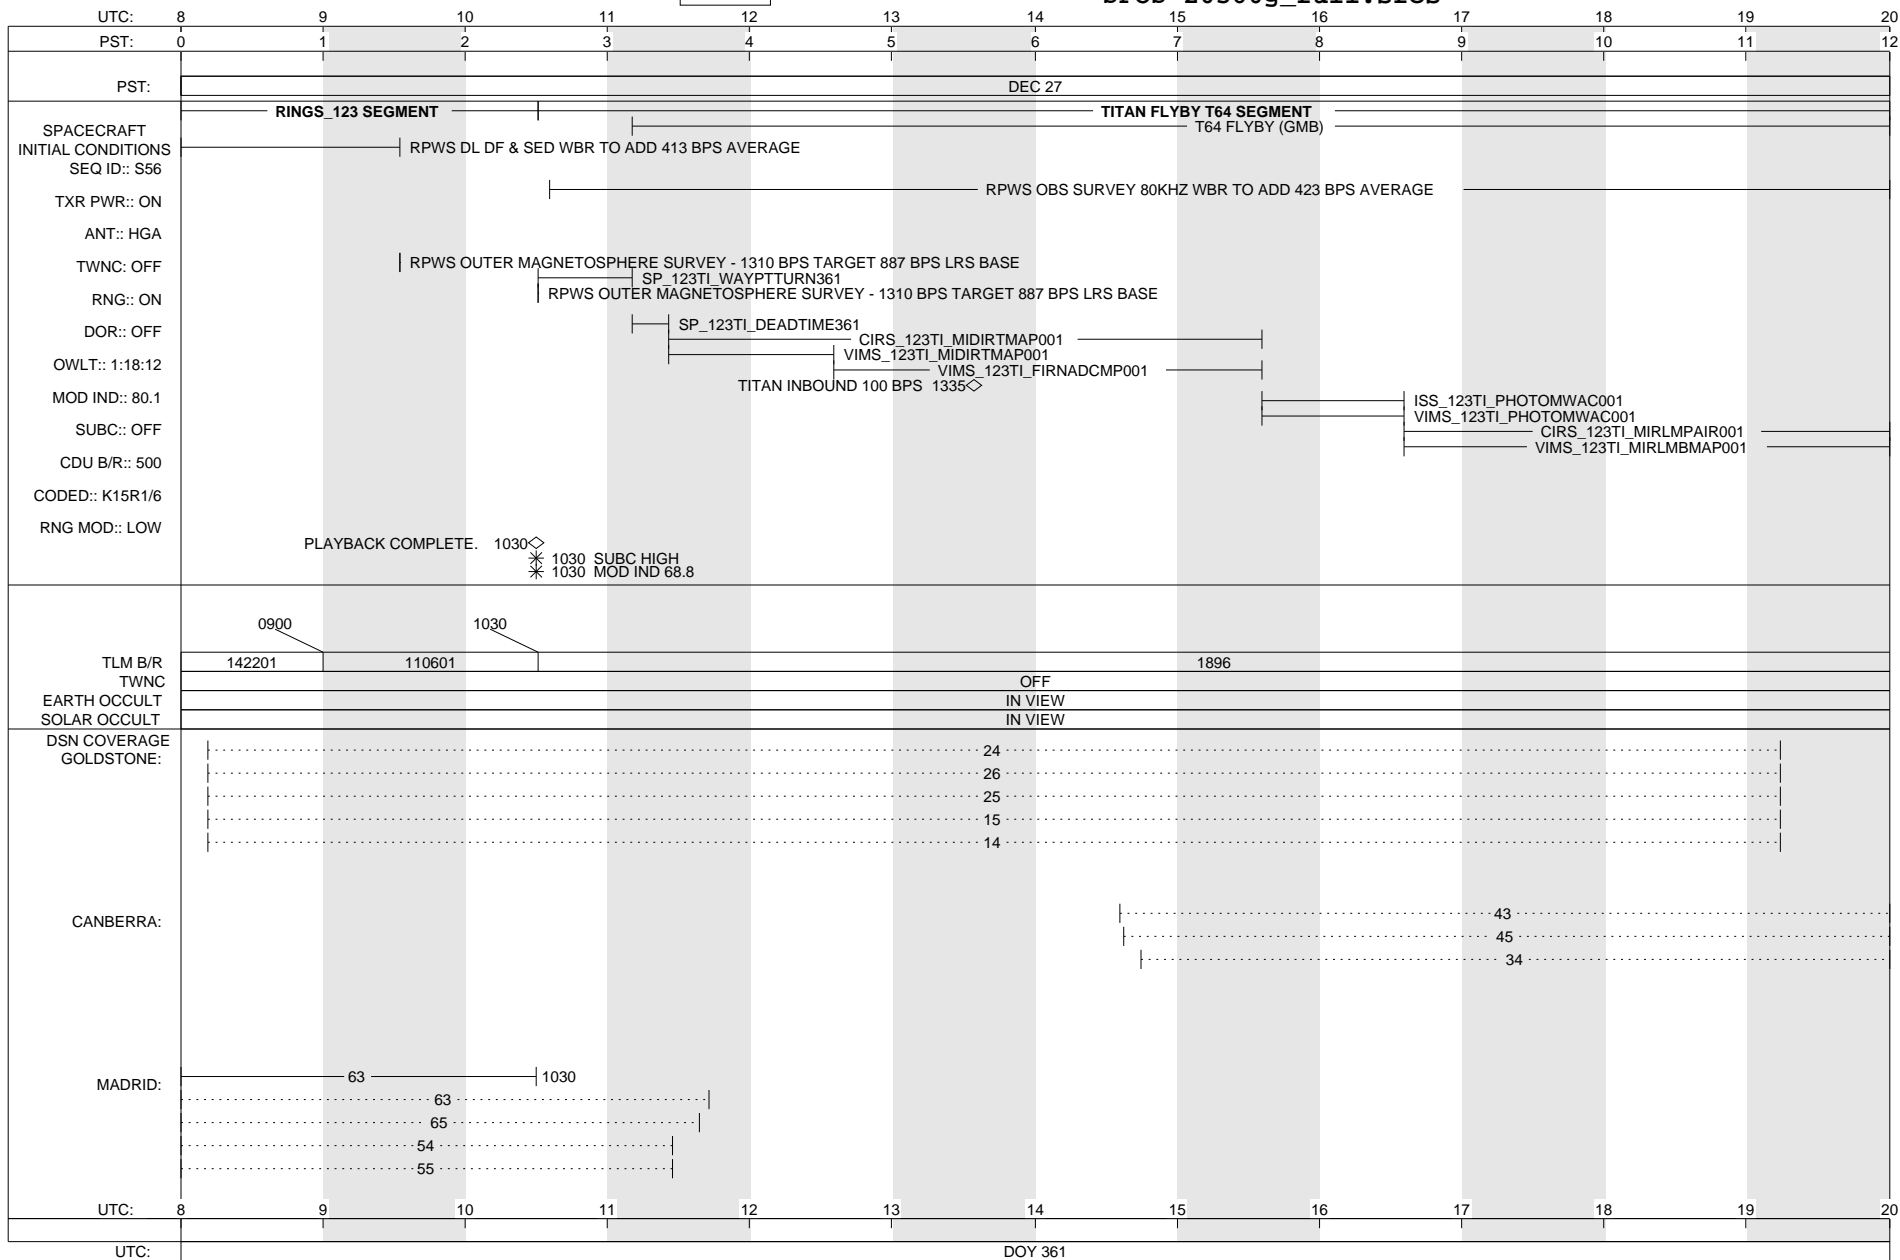 UTC: 8 9 10 11 12 13 14 15 16 17 18 19 20
PST: 0 1 2 3 4 5 6 7 8 9 10 11 12
PST: DEC 27
RINGS_123 SEGMENT TITAN FLYBY T64 SEGMENT
SPACECRAFT T64 FLYBY (GMB)
INITIAL CONDITIONS RPWS DL DF & SED WBR TO ADD 413 BPS AVERAGE
SEQ ID:: S56
RPWS OBS SURVEY 80KHZ WBR TO ADD 423 BPS AVERAGE
TXR PWR:: ON
ANT:: HGA
TWNC: OFF RPWS OUTER MAGNETOSPHERE SURVEY - 1310 BPS TARGET 887 BPS LRS BASE
SP_123TI_WAYPTTURN361
RPWS OUTER MAGNETOSPHERE SURVEY - 1310 BPS TARGET 887 BPS LRS BASE
RNG:: ON
DOR:: OFF SP_123TI_DEADTIME361
CIRS_123TI_MIDIRTMAP001
VIMS_123TI_MIDIRTMAP001
OWLT:: 1:18:12 VIMS_123TI_FIRNADCMP001
TITAN INBOUND 100 BPS 1335
MOD IND:: 80.1 ISS_123TI_PHOTOMWAC001
VIMS_123TI_PHOTOMWAC001
SUBC:: OFF CIRS_123TI_MIRLMPAIR001
VIMS_123TI_MIRLMBMAP001
CDU B/R:: 500
CODED:: K15R1/6
RNG MOD:: LOW
PLAYBACK COMPLETE. 1030
1030 SUBC HIGH
1030 MOD IND 68.8
0900 1030
TLM B/R 142201 110601 1896
TWNC OFF
EARTH OCCULT IN VIEW
SOLAR OCCULT IN VIEW
DSN COVERAGE
GOLDSTONE: 24
26
25
15
14
CANBERRA: 43
45
34
MADRID: 63 1030
63
65
54
55
UTC: 8 9 10 11 12 13 14 15 16 17 18 19 20
UTC: DOY 361